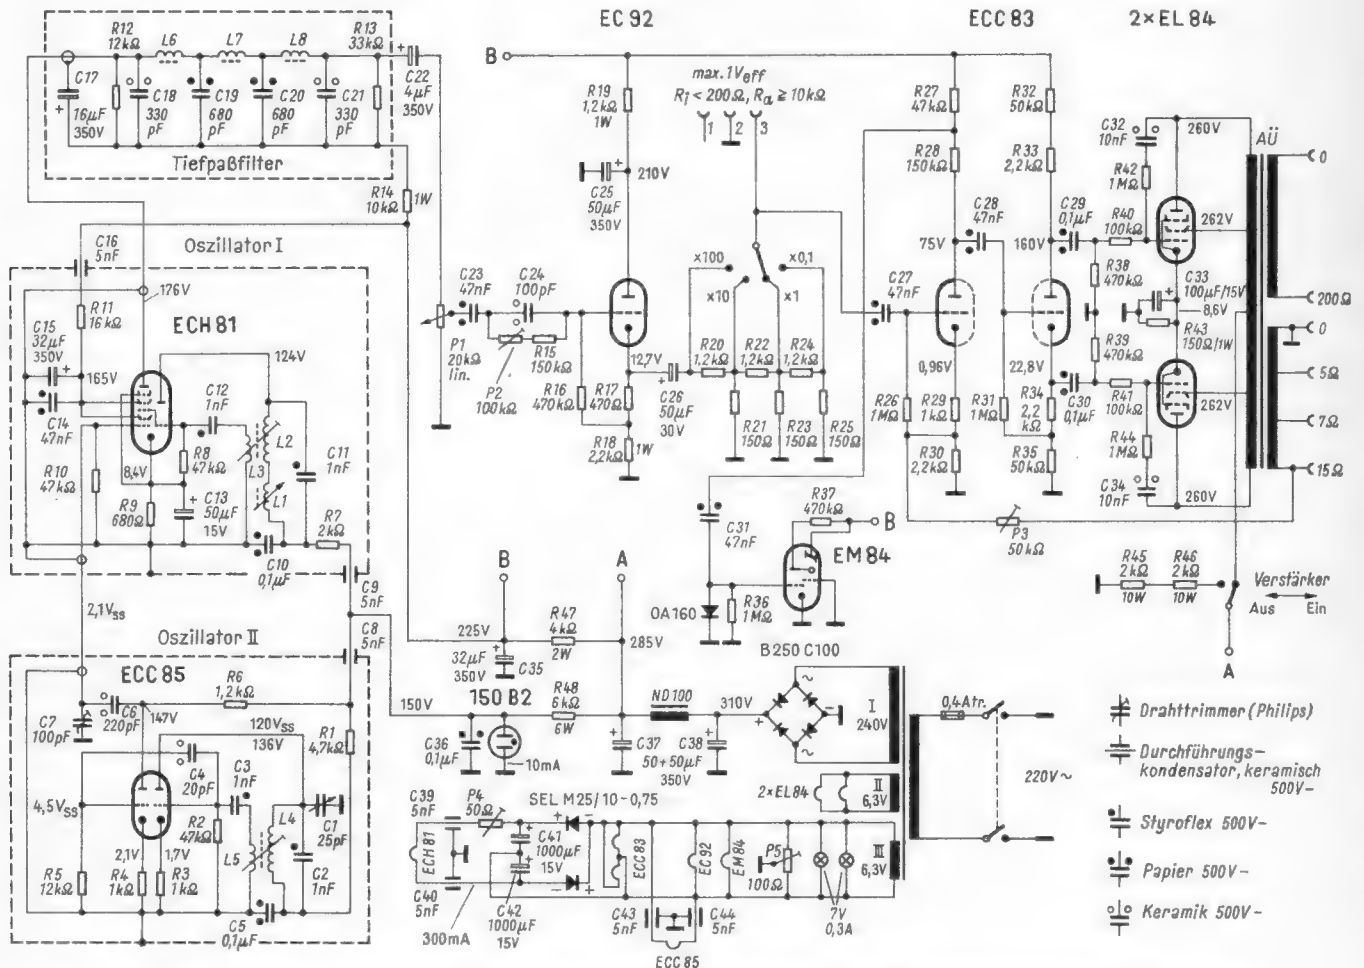 EC 92
ECC 83
2×EL 84
R12
12kΩ
L6
L7
L8
R13
33kΩ
C17
16µF
350V
C18
330
pF
C19
680
pF
C20
680
pF
C21
330
pF
C22
4µF
350V
Tiefpaßfilter
R14
10kΩ
1W
B
R19
1,2kΩ
1W
C25
50µF
350V
210V
max. 1Veff
Ri < 200Ω, Ra ≧ 10kΩ
1
2
3
R27
47kΩ
R32
50kΩ
R28
150kΩ
R33
2,2kΩ
C32
10nF
260V
R42
1MΩ
AÜ
0
C28
47nF
C29
0,1µF
R40
100kΩ
262V
75V
160V
R38
470kΩ
C33
100µF/15V
8,6V
200Ω
0
R43
150Ω/1W
R39
470kΩ
5Ω
C27
47nF
0,96V
22,8V
C30
0,1µF
R41
100kΩ
262V
7Ω
R26
1MΩ
R29
1kΩ
R31
1MΩ
R34
2,2
kΩ
R44
1MΩ
R30
2,2kΩ
R35
50kΩ
C34
10nF
260V
15Ω
P3
50kΩ
C16
5nF
Oszillator I
176V
R11
16kΩ
C15
32µF
350V
ECH 81
124V
165V
C12
1nF
C14
47nF
L2
L3
R8
47kΩ
C11
1nF
R10
47kΩ
8,4V
L1
R9
680Ω
C13
50µF
15V
R7
2kΩ
C10
0,1µF
C9
5nF
C23
47nF
C24
100pF
P1
20kΩ
lin.
P2
100kΩ
R15
150kΩ
R16
470kΩ
R17
470Ω
12,7V
R18
2,2kΩ
1W
C26
50µF
30V
×100
×10
×1
×0,1
R20
1,2kΩ
R22
1,2kΩ
R24
1,2kΩ
R21
150Ω
R23
150Ω
R25
150Ω
C31
47nF
R37
470kΩ
B
EM 84
OA160
R36
1MΩ
R45
2kΩ
10W
R46
2kΩ
10W
Verstärker
Aus
Ein
A
2,1Vss
C8
5nF
Oszillator II
ECC 85
R6
1,2kΩ
C7
100pF
C6
220pF
147V
120Vss
136V
R1
4,7kΩ
C4
20pF
C3
1nF
4,5Vss
R2
47kΩ
L4
C1
25pF
L5
2,1V
1,7V
R5
12kΩ
R4
1kΩ
R3
1kΩ
C2
1nF
C5
0,1µF
B
A
225V
R47
4kΩ
2W
285V
32µF
350V
C35
150V
150 B2
R48
6kΩ
6W
ND100
310V
C36
0,1µF
10mA
C37
C38
50+50µF
350V
B250 C100
I
240V
0,4Atr.
220V~
II
6,3V
2×EL84
III
6,3V
SEL M25/10-0,75
C39
5nF
P4
50Ω
ECH 81
C41
1000µF
15V
C40
5nF
C42
1000µF
15V
300mA
ECC 83
EC 92
EM 84
P5
100Ω
7V
0,3A
C43
5nF
C44
5nF
ECC 85
Drahttrimmer (Philips)
Durchführungs-
kondensator, keramisch
500V-
Styroflex 500V-
Papier 500V-
Keramik 500V-